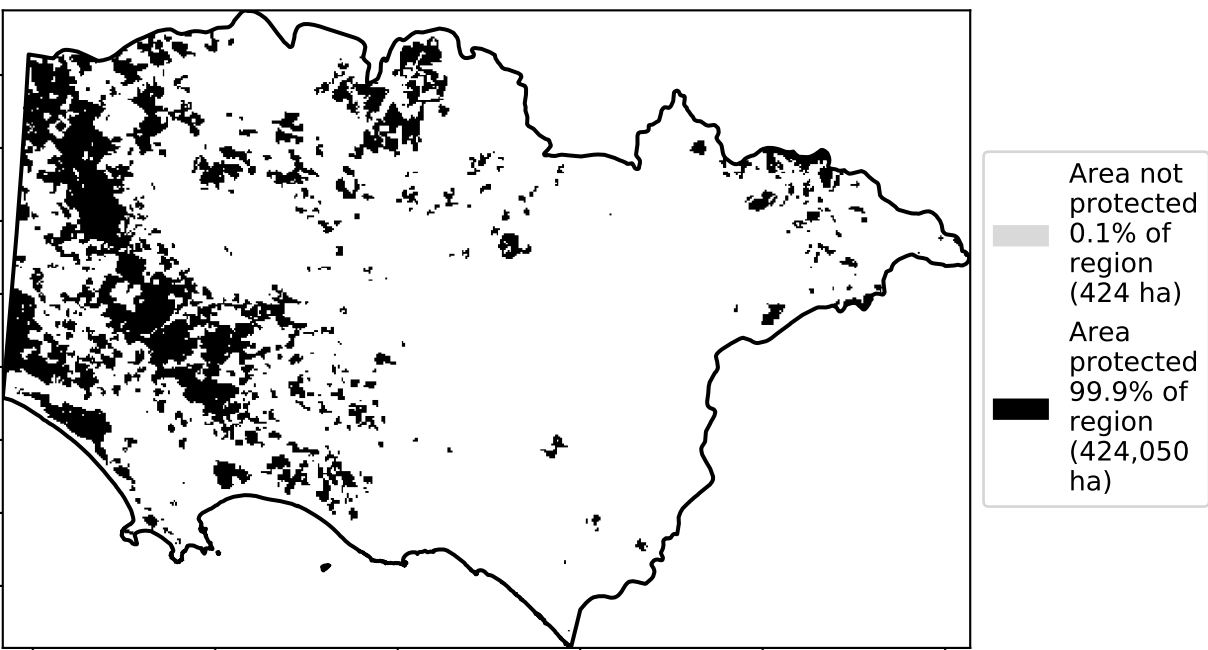 Area not
protected
0.1% of
region
(424 ha)
Area
protected
99.9% of
region
(424,050
ha)